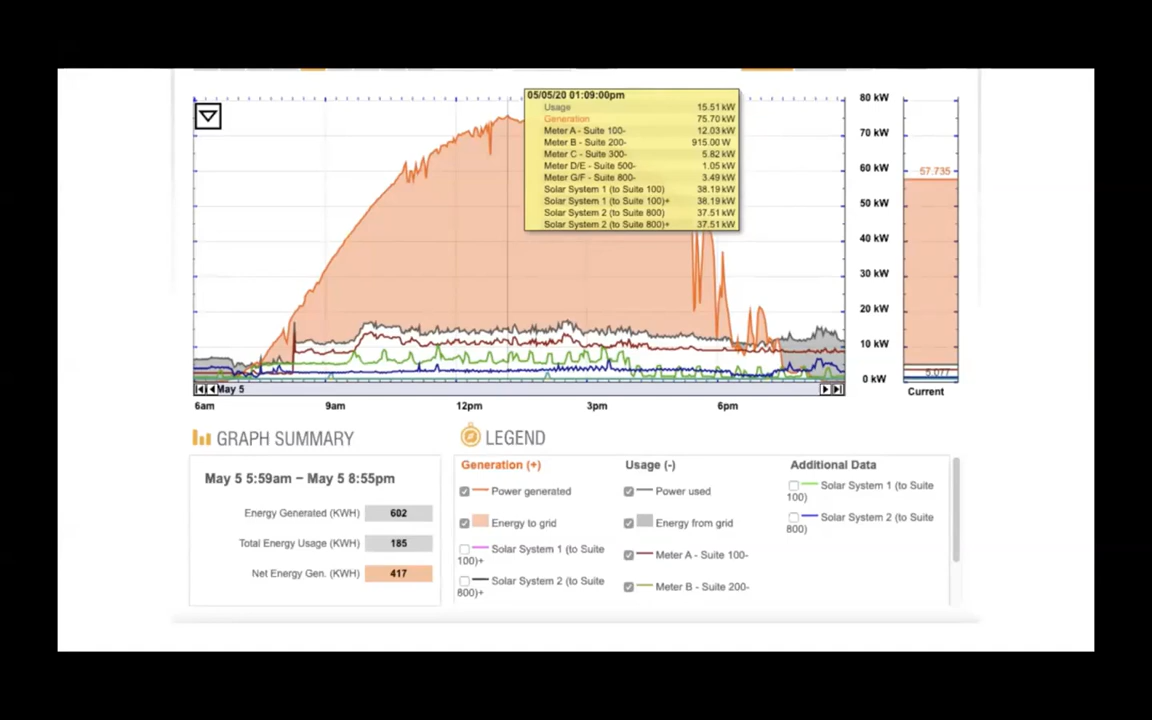 05/05/20 01:09:00pm
Usage 15.51 kW
Generation 75.70 kW
Meter A - Suite 100- 12.03 kW
Meter B - Suite 200- 915.00 W
Meter C - Suite 300- 5.82 kW
Meter D/E - Suite 500- 1.05 kW
Meter G/F - Suite 800- 3.49 kW
Solar System 1 (to Suite 100) 38.19 kW
Solar System 1 (to Suite 100)+ 38.19 kW
Solar System 2 (to Suite 800) 37.51 kW
Solar System 2 (to Suite 800)+ 37.51 kW
80 kW
70 kW
60 kW
50 kW
40 kW
30 kW
20 kW
10 kW
0 kW
57.735
5.077
Current
May 5
6am 9am 12pm 3pm 6pm
GRAPH SUMMARY
May 5 5:59am – May 5 8:55pm
Energy Generated (KWH) 602
Total Energy Usage (KWH) 185
Net Energy Gen. (KWH) 417
LEGEND
Generation (+)
Power generated
Energy to grid
Solar System 1 (to Suite
100)+
Solar System 2 (to Suite
800)+
Usage (-)
Power used
Energy from grid
Meter A - Suite 100-
Meter B - Suite 200-
Additional Data
Solar System 1 (to Suite
100)
Solar System 2 (to Suite
800)